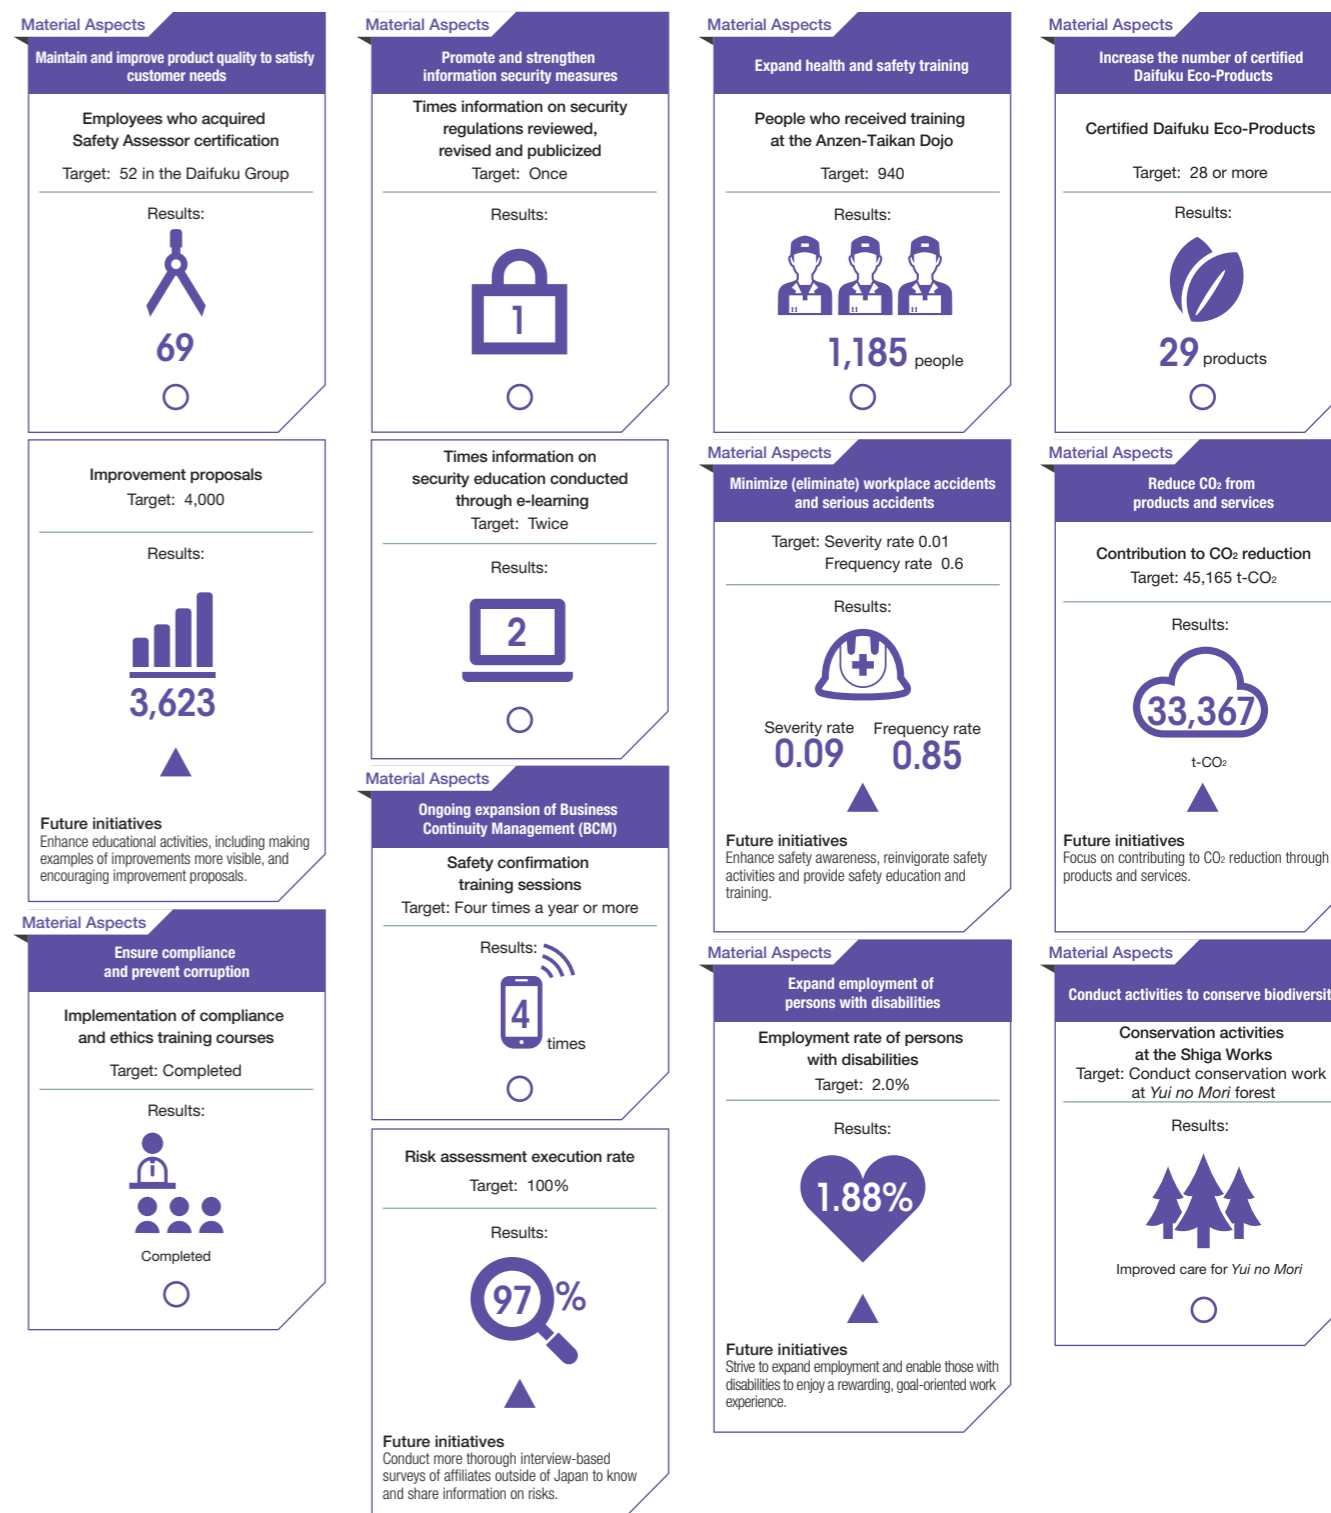 Material Aspects
Maintain and improve product quality to satisfy
customer needs
Employees who acquired
Safety Assessor certification
Target: 52 in the Daifuku Group
Results:
69
Improvement proposals
Target: 4,000
Results:
3,623
Future initiatives
Enhance educational activities, including making
examples of improvements more visible, and
encouraging improvement proposals.
Material Aspects
Ensure compliance
and prevent corruption
Implementation of compliance
and ethics training courses
Target: Completed
Results:
Completed
Material Aspects
Promote and strengthen
information security measures
Times information on security
regulations reviewed,
revised and publicized
Target: Once
Results:
1
Times information on
security education conducted
through e-learning
Target: Twice
Results:
2
Material Aspects
Ongoing expansion of Business
Continuity Management (BCM)
Safety confirmation
training sessions
Target: Four times a year or more
Results:
4
times
Risk assessment execution rate
Target: 100%
Results:
97 %
Future initiatives
Conduct more thorough interview-based
surveys of affiliates outside of Japan to know
and share information on risks.
Material Aspects
Expand health and safety training
People who received training
at the Anzen-Taikan Dojo
Target: 940
Results:
1,185 people
Material Aspects
Minimize (eliminate) workplace accidents
and serious accidents
Target: Severity rate 0.01
Frequency rate 0.6
Results:
Severity rate Frequency rate
0.09 0.85
Future initiatives
Enhance safety awareness, reinvigorate safety
activities and provide safety education and
training.
Material Aspects
Expand employment of
persons with disabilities
Employment rate of persons
with disabilities
Target: 2.0%
Results:
1.88%
Future initiatives
Strive to expand employment and enable those with
disabilities to enjoy a rewarding, goal-oriented work
experience.
Material Aspects
Increase the number of certified
Daifuku Eco-Products
Certified Daifuku Eco-Products
Target: 28 or more
Results:
29 products
Material Aspects
Reduce CO₂ from
products and services
Contribution to CO₂ reduction
Target: 45,165 t-CO₂
Results:
33,367
t-CO₂
Future initiatives
Focus on contributing to CO₂ reduction through
products and services.
Material Aspects
Conduct activities to conserve biodiversit
Conservation activities
at the Shiga Works
Target: Conduct conservation work
at Yui no Mori forest
Results:
Improved care for Yui no Mori